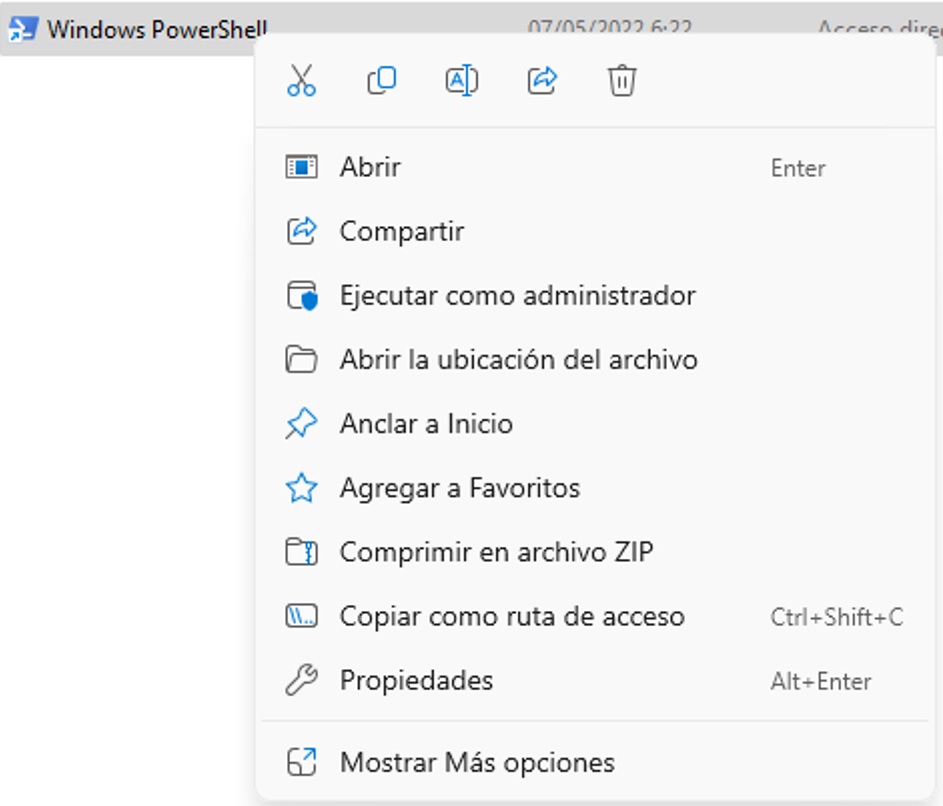 Windows PowerShell 07/05/2022 6:22 Acceso direc
Abrir Enter
Compartir
Ejecutar como administrador
Abrir la ubicación del archivo
Anclar a Inicio
Agregar a Favoritos
Comprimir en archivo ZIP
Copiar como ruta de acceso Ctrl+Shift+C
Propiedades Alt+Enter
Mostrar Más opciones